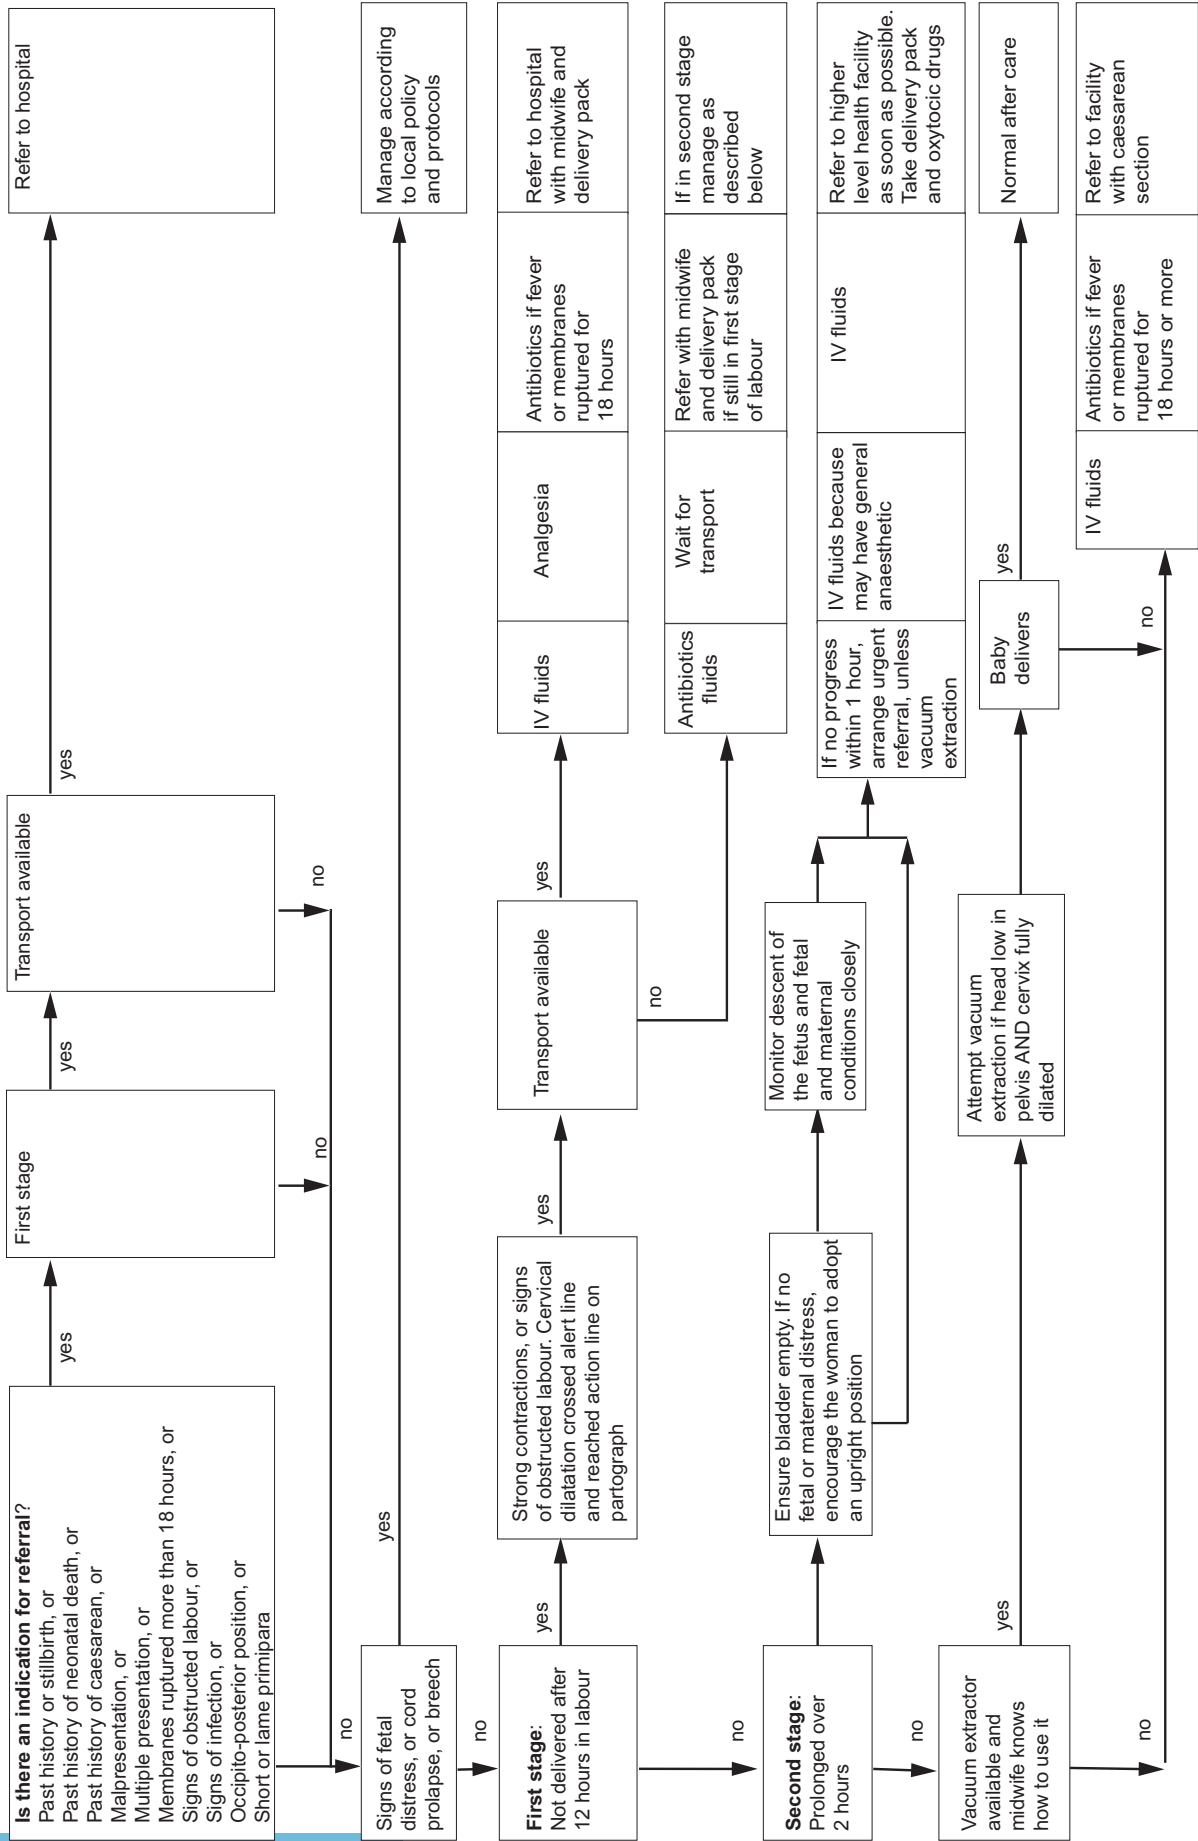 Is there an indication for referral?
Past history or stillbirth, or
Past history of neonatal death, or
Past history of caesarean, or
Malpresentation, or
Multiple presentation, or
Membranes ruptured more than 18 hours, or
Signs of obstructed labour, or
Signs of infection, or
Occipito-posterior position, or
Short or lame primipara
yes
First stage
yes
Transport available
yes
Refer to hospital
no
no
no
Signs of fetal
distress, or cord
prolapse, or breech
yes
Manage according
to local policy
and protocols
no
First stage:
Not delivered after
12 hours in labour
yes
Strong contractions, or signs
of obstructed labour. Cervical
dilatation crossed alert line
and reached action line on
partograph
yes
Transport available
yes
IV fluids
Analgesia
Antibiotics if fever
or membranes
ruptured for
18 hours
Refer to hospital
with midwife and
delivery pack
no
Antibiotics
fluids
Wait for
transport
Refer with midwife
and delivery pack
if still in first stage
of labour
If in second stage
manage as
described
below
no
Second stage:
Prolonged over
2 hours
Ensure bladder empty. If no
fetal or maternal distress,
encourage the woman to adopt
an upright position
Monitor descent of
the fetus and fetal
and maternal
conditions closely
If no progress
within 1 hour,
arrange urgent
referral, unless
vacuum
extraction
IV fluids because
may have general
anaesthetic
IV fluids
Refer to higher
level health facility
as soon as possible.
Take delivery pack
and oxytocic drugs
no
Vacuum extractor
available and
midwife knows
how to use it
yes
Attempt vacuum
extraction if head low in
pelvis AND cervix fully
dilated
Baby
delivers
yes
Normal after care
no
no
IV fluids
Antibiotics if fever
or membranes
ruptured for
18 hours or more
Refer to facility
with caesarean
section